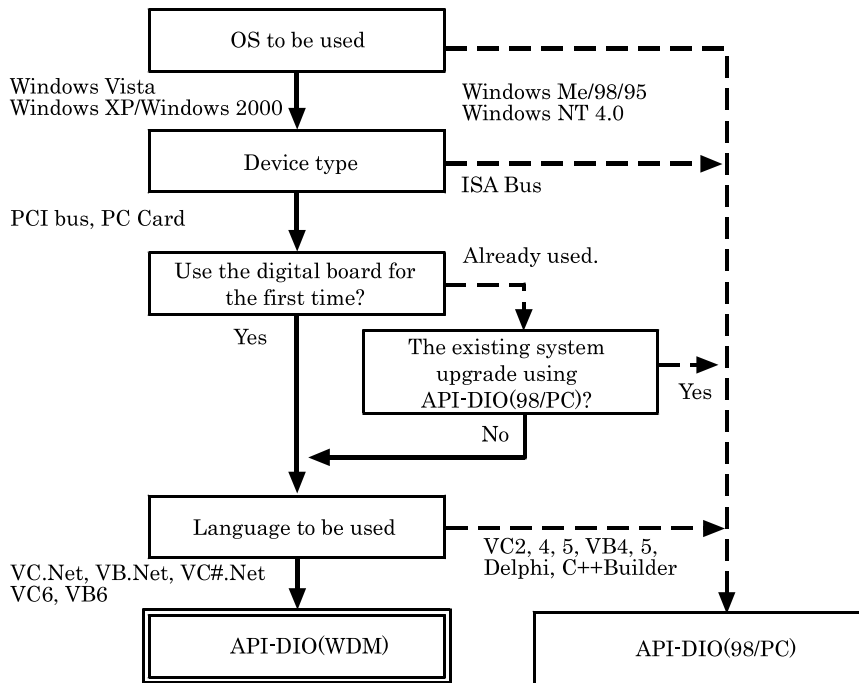 OS to be used
Windows Vista
Windows XP/Windows 2000
Windows Me/98/95
Windows NT 4.0
Device type
ISA Bus
PCI bus, PC Card
Use the digital board for
the first time?
Already used.
Yes
The existing system
upgrade using
API-DIO(98/PC)?
Yes
No
Language to be used
VC2, 4, 5, VB4, 5,
Delphi, C++Builder
VC.Net, VB.Net, VC#.Net
VC6, VB6
API-DIO(WDM)
API-DIO(98/PC)